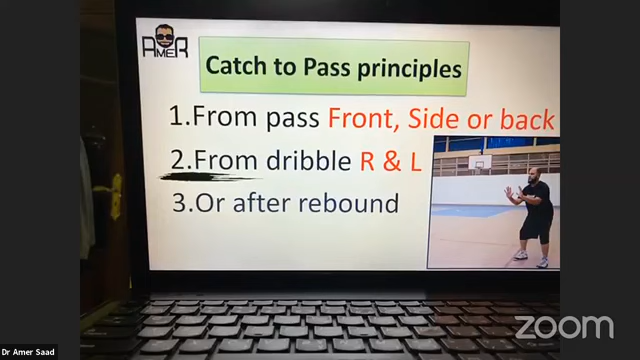 AMER
Catch to Pass principles
1.From pass Front, Side or back
2.From dribble R & L
3.Or after rebound
Dr Amer Saad
zoom